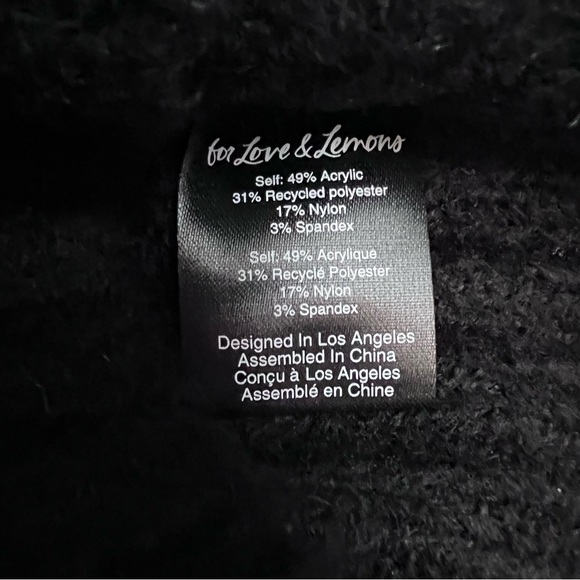 for Love & Lemons
Self: 49% Acrylic
31% Recycled polyester
17% Nylon
3% Spandex
Self: 49% Acrylique
31% Recyclé Polyester
17% Nylon
3% Spandex
Designed In Los Angeles
Assembled In China
Conçu à Los Angeles
Assemblé en Chine